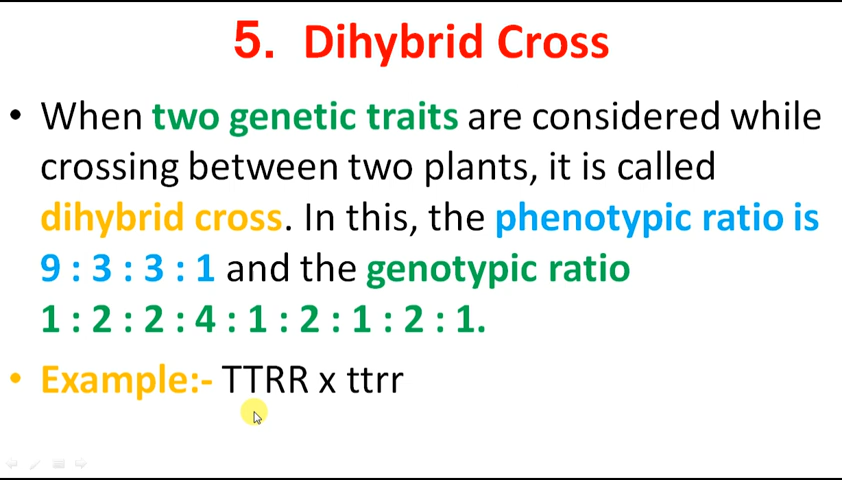 5. Dihybrid Cross
• When two genetic traits are considered while
crossing between two plants, it is called
dihybrid cross. In this, the phenotypic ratio is
9 : 3 : 3 : 1 and the genotypic ratio
1 : 2 : 2 : 4 : 1 : 2 : 1 : 2 : 1.
• Example:- TTRR x ttrr